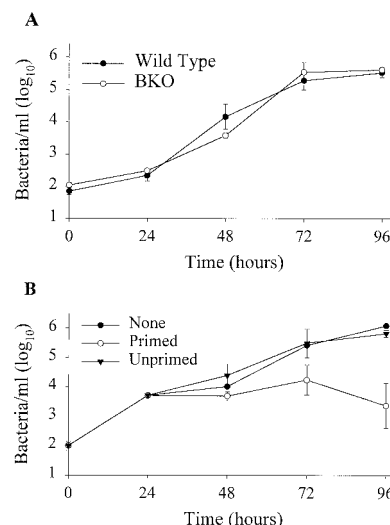 A
Wild Type
BKO
Bacteria/ml (log10)
6
5
4
3
2
1
0 24 48 72 96
Time (hours)
B
None
Primed
Unprimed
Bacteria/ml (log10)
6
5
4
3
2
1
0 24 48 72 96
Time (hours)